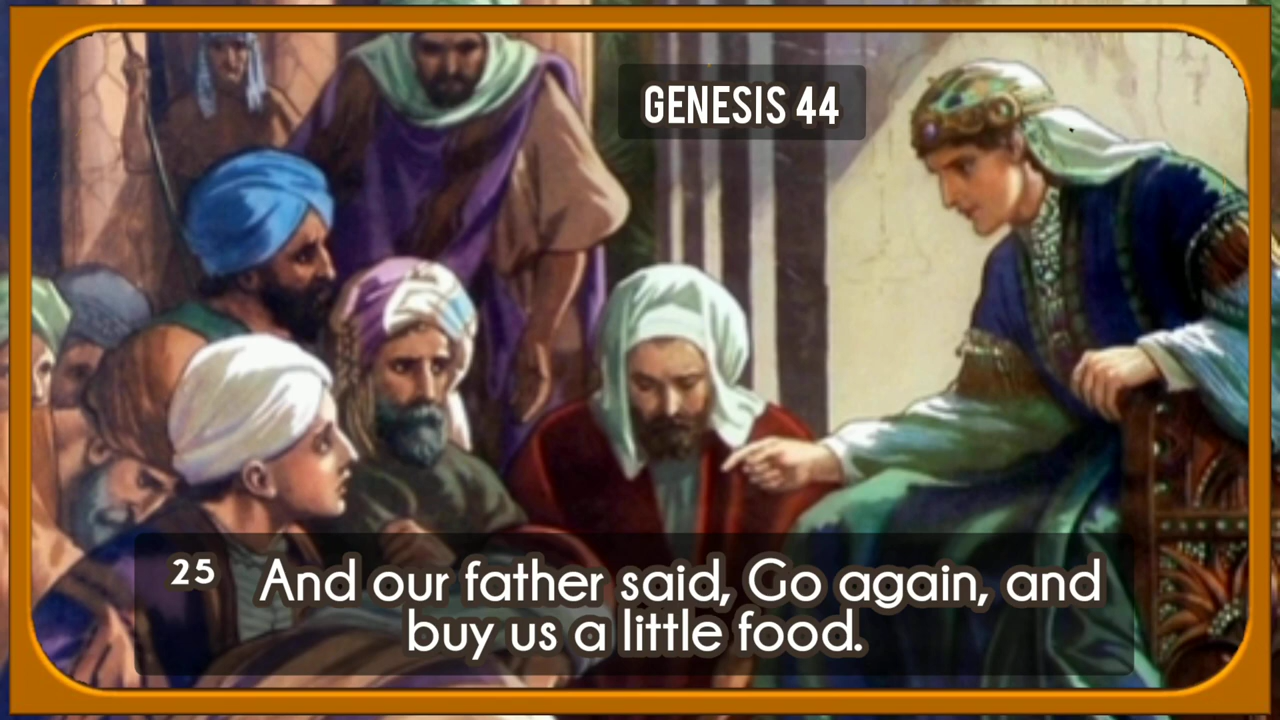 GENESIS 44
25 And our father said, Go again, and
buy us a little food.